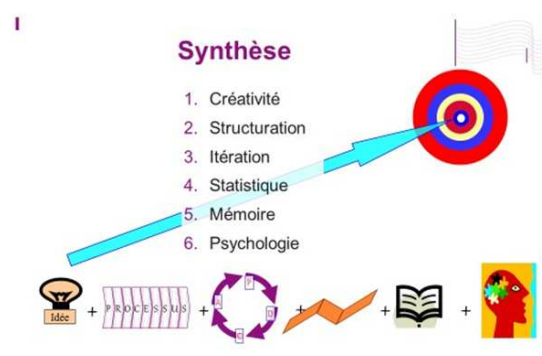 I
Synthèse
1. Créativité
2. Structuration
3. Itération
4. Statistique
5. Mémoire
6. Psychologie
Idée + PROCESSUS + A P D C + + +